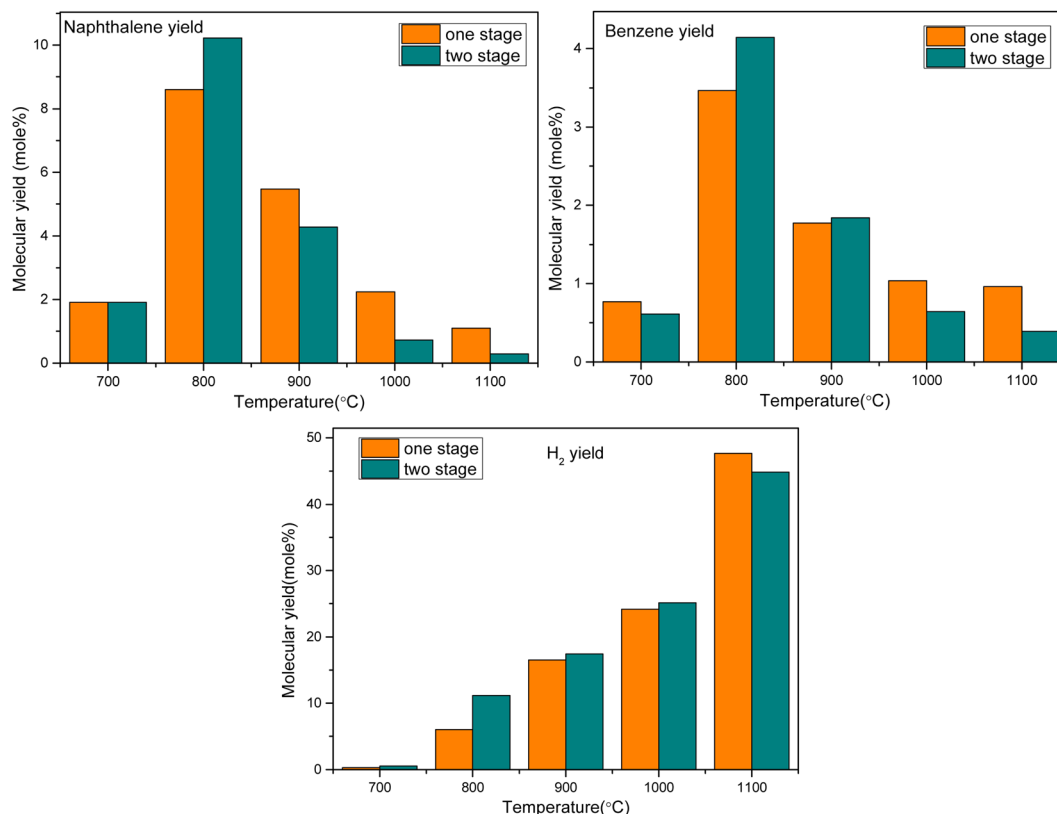 Naphthalene yield
one stage
two stage
10
8
6
4
2
0
Molecular yield (mole%)
700 800 900 1000 1100
Temperature(°C)
Benzene yield
one stage
two stage
4
3
2
1
0
Molecular yield (mole%)
700 800 900 1000 1100
Temperature(°C)
H₂ yield
one stage
two stage
50
40
30
20
10
0
Molecular yield(mole%)
700 800 900 1000 1100
Temperature(°C)